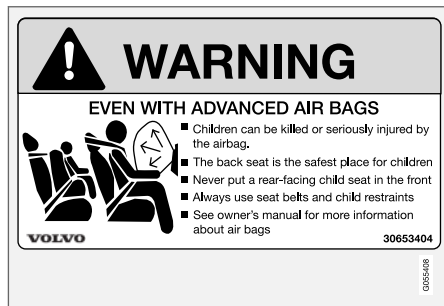 WARNING
EVEN WITH ADVANCED AIR BAGS
■ Children can be killed or seriously injured by
the airbag.
■ The back seat is the safest place for children
■ Never put a rear-facing child seat in the front
■ Always use seat belts and child restraints
■ See owner's manual for more information
about air bags
VOLVO
30653404
G055408